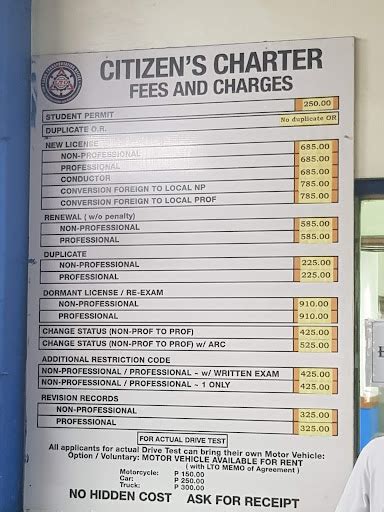 CITIZEN'S CHARTER
FEES AND CHARGES
STUDENT PERMIT 250.00
DUPLICATE O.R. No duplicate OR
NEW LICENSE
NON-PROFESSIONAL 685.00
PROFESSIONAL 685.00
CONDUCTOR 685.00
CONVERSION FOREIGN TO LOCAL NP 785.00
CONVERSION FOREIGN TO LOCAL PROF 785.00
RENEWAL ( w/o penalty)
NON-PROFESSIONAL 585.00
PROFESSIONAL 585.00
DUPLICATE
NON-PROFESSIONAL 225.00
PROFESSIONAL 225.00
DORMANT LICENSE / RE-EXAM
NON-PROFESSIONAL 910.00
PROFESSIONAL 910.00
CHANGE STATUS (NON-PROF TO PROF) 425.00
CHANGE STATUS (NON-PROF TO PROF) w/ ARC 525.00
ADDITIONAL RESTRICTION CODE
NON-PROFESSIONAL / PROFESSIONAL ~ w/ WRITTEN EXAM 425.00
NON-PROFESSIONAL / PROFESSIONAL ~ 1 ONLY 425.00
REVISION RECORDS
NON-PROFESSIONAL 325.00
PROFESSIONAL 325.00
FOR ACTUAL DRIVE TEST
All applicants for actual Drive Test can bring their own Motor Vehicle:
Option / Voluntary: MOTOR VEHICLE AVAILABLE FOR RENT
( with LTO MEMO of Agreement )
Motorcycle: P 150.00
Car: P 250.00
Truck: P 300.00
NO HIDDEN COST ASK FOR RECEIPT